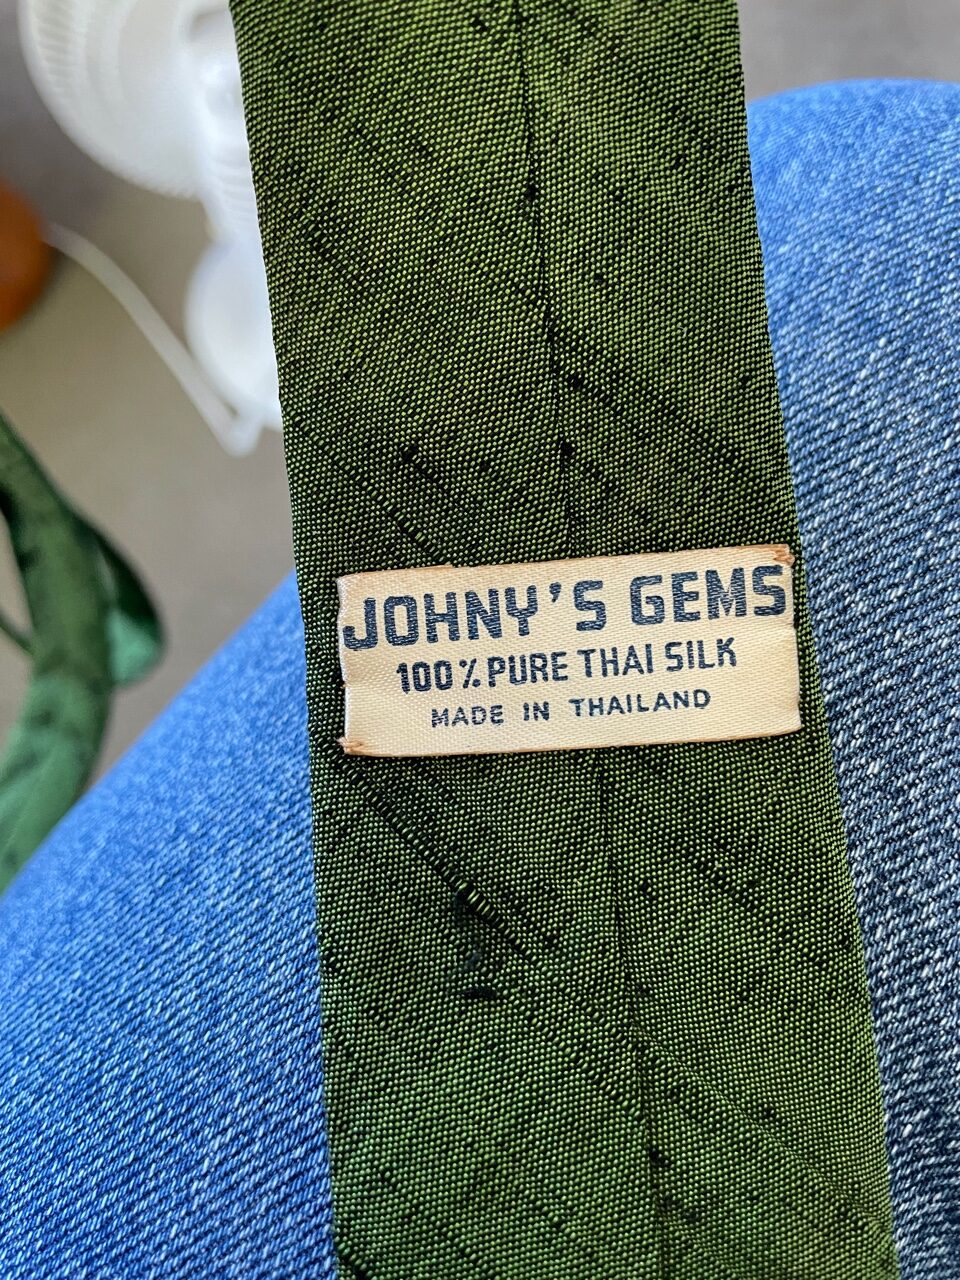 JOHNY'S GEMS
100% PURE THAI SILK
MADE IN THAILAND